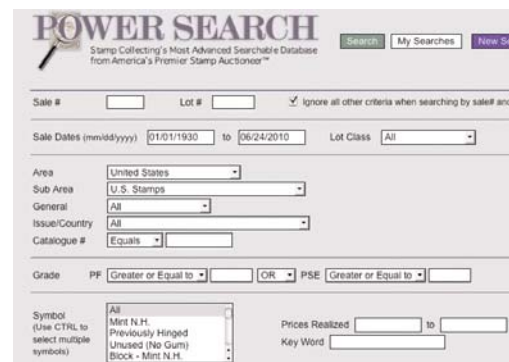 POWER SEARCH
Stamp Collecting's Most Advanced Searchable Database
from America's Premier Stamp Auctioneer™
Search My Searches New
Sale # Lot # Ignore all other criteria when searching by sale#
Sale Dates (mm/dd/yyyy) 01/01/1930 to 06/24/2010 Lot Class All
Area United States
Sub Area U.S. Stamps
General All
Issue/Country All
Catalogue # Equals
Grade PF Greater or Equal to OR PSE Greater or Equal to
Symbol
(Use CTRL to
select multiple
symbols)
All
Mint N.H.
Previously Hinged
Unused (No Gum)
Block - Mint N.H.
Prices Realized to
Key Word